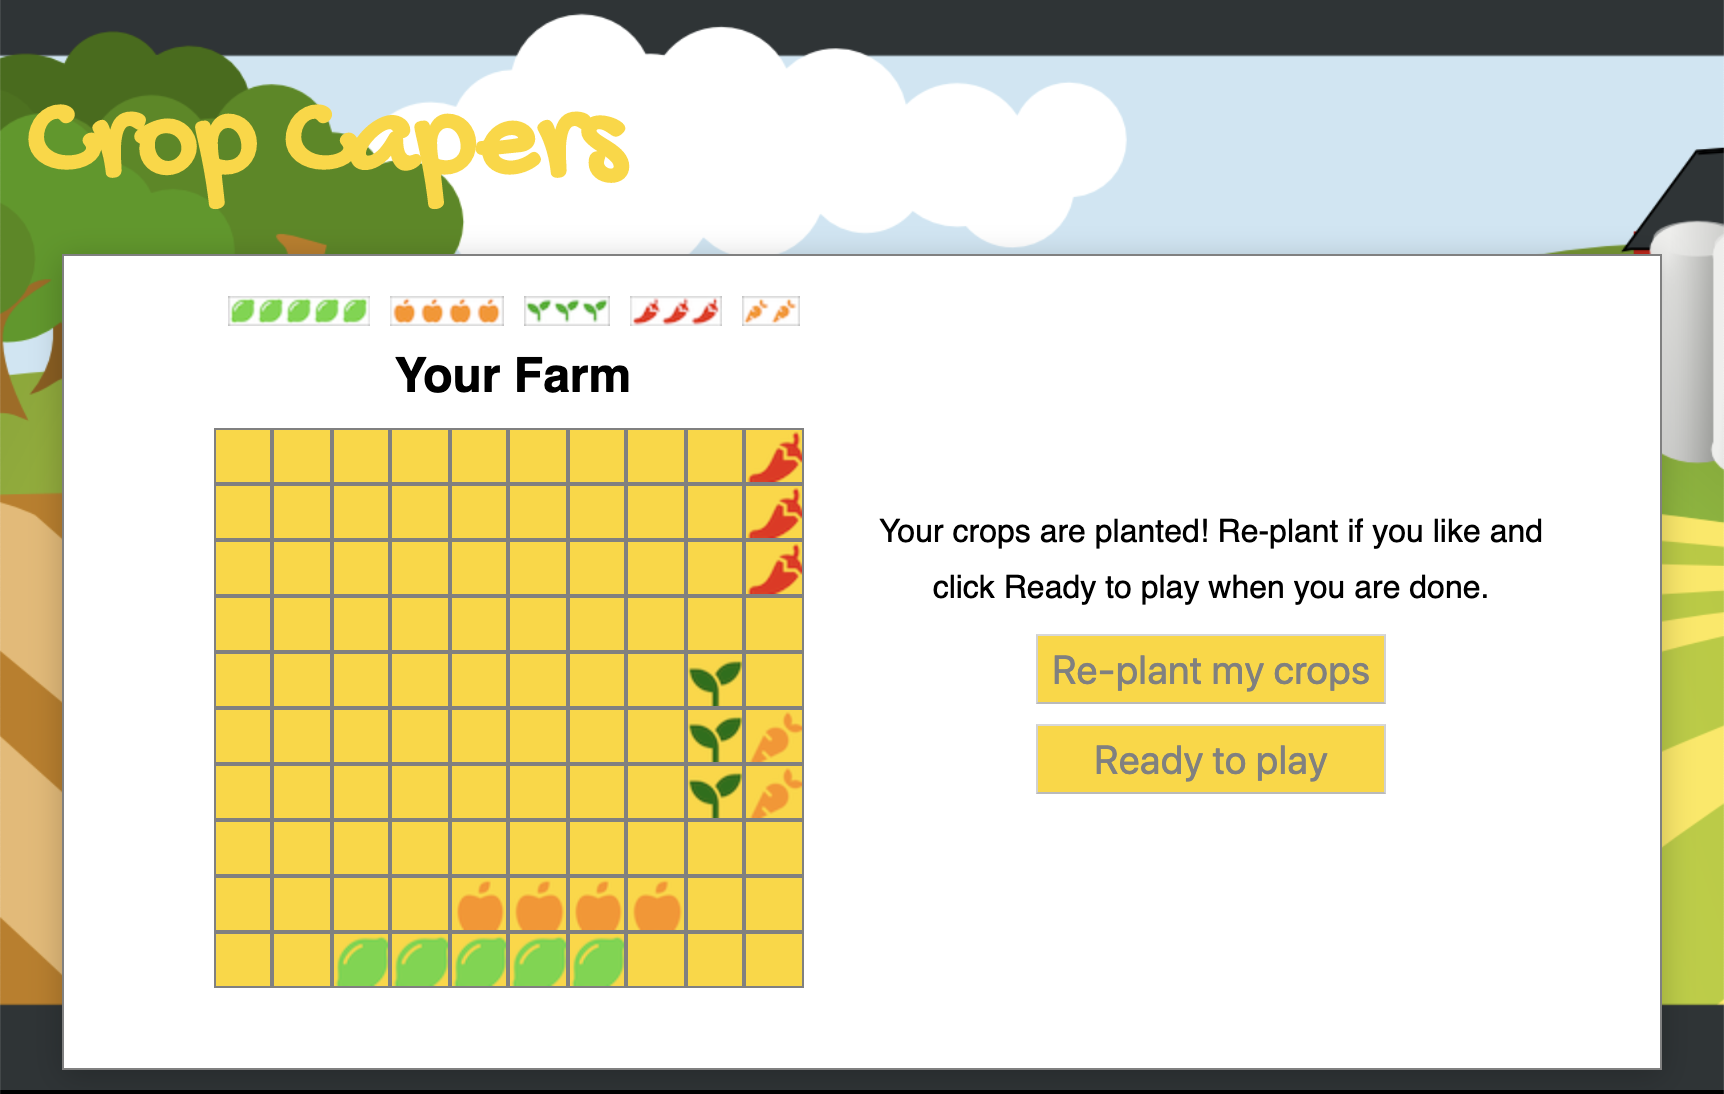 Crop Capers
Your Farm
Your crops are planted! Re-plant if you like and
click Ready to play when you are done.
Re-plant my crops
Ready to play